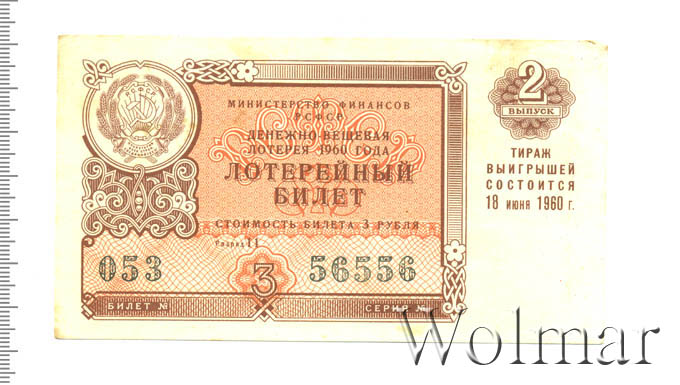 МИНИСТЕРСТВО ФИНАНСОВ
РСФСР
ДЕНЕЖНО-ВЕЩЕВАЯ
ЛОТЕРЕЯ 1960 ГОДА
ЛОТЕРЕЙНЫЙ
БИЛЕТ
СТОИМОСТЬ БИЛЕТА 3 РУБЛЯ
Разряд 11
053 56556
3
БИЛЕТ № СЕРИЯ №
2
ВЫПУСК
ТИРАЖ
ВЫИГРЫШЕЙ
СОСТОИТСЯ
18 ИЮНЯ 1960 г.
Wolmar